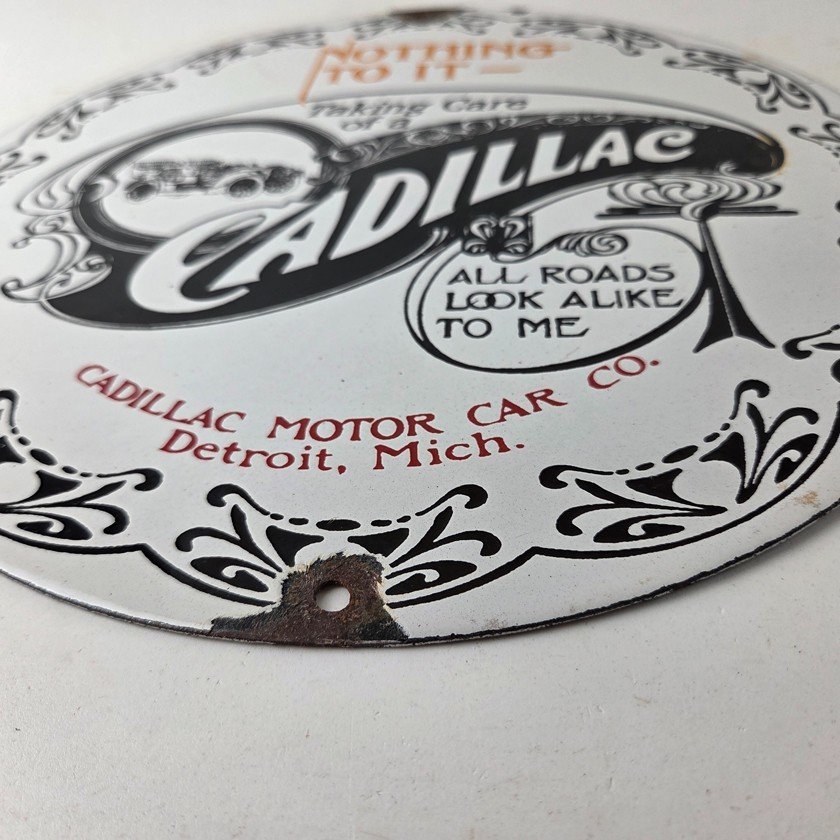 NOTHING
TO IT —
Taking Care
of a
CADILLAC
ALL ROADS
LOOK ALIKE
TO ME
CADILLAC MOTOR CAR CO.
Detroit, Mich.